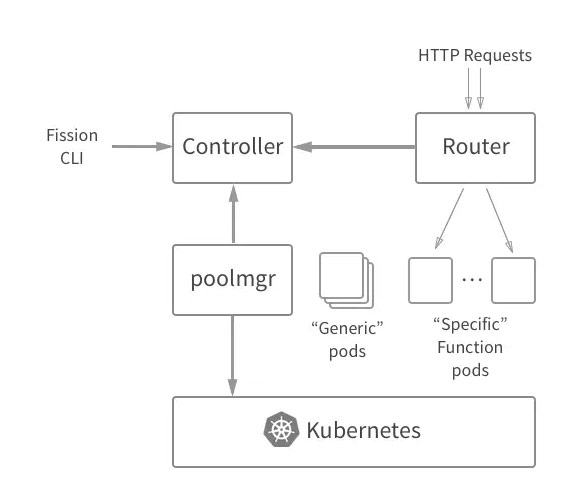 HTTP Requests
Fission
CLI
Controller
Router
poolmgr
“Generic”
pods
...
“Specific”
Function
pods
Kubernetes